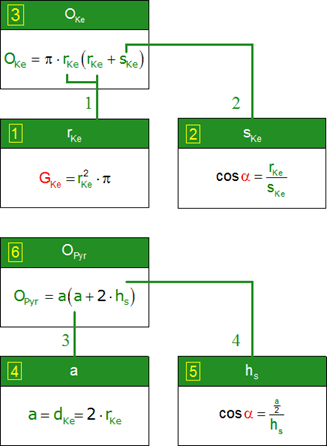 3 O_Ke
O_Ke = π · r_Ke (r_Ke + s_Ke)
1 2
1 r_Ke
G_Ke = r²_Ke · π
2 s_Ke
cos α = r_Ke / s_Ke
6 O_Pyr
O_Pyr = a(a + 2 · h_s)
3 4
4 a
a = d_Ke = 2 · r_Ke
5 h_s
cos α = (a/2) / h_s